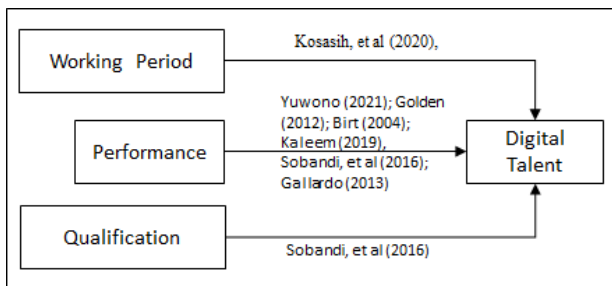 Kosasih, et al (2020),
Working Period
Yuwono (2021); Golden
(2012); Birt (2004);
Kaleem (2019),
Sobandi, et al (2016);
Gallardo (2013)
Performance
Digital
Talent
Qualification
Sobandi, et al (2016)